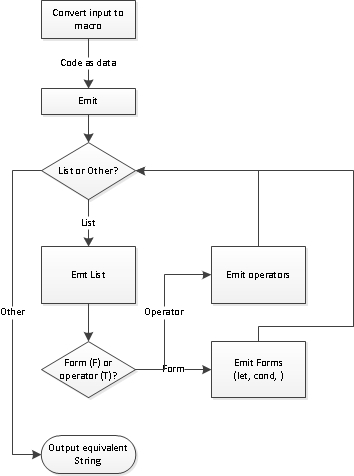 Convert input to
macro
Code as data
Emit
List or Other?
List
Emt List
Emit operators
Other
Operator
Form (F) or
operator (T)?
Form
Emit Forms
(let, cond, )
Output equivalent
String